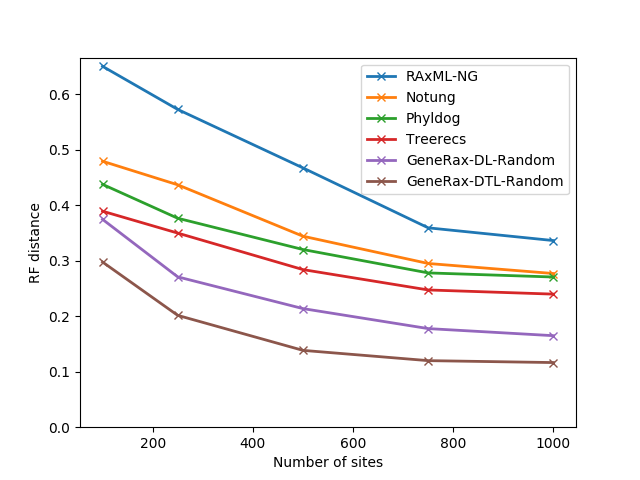 RAxML-NG
Notung
Phyldog
Treerecs
GeneRax-DL-Random
GeneRax-DTL-Random
RF distance
0.6
0.5
0.4
0.3
0.2
0.1
0.0
200 400 600 800 1000
Number of sites